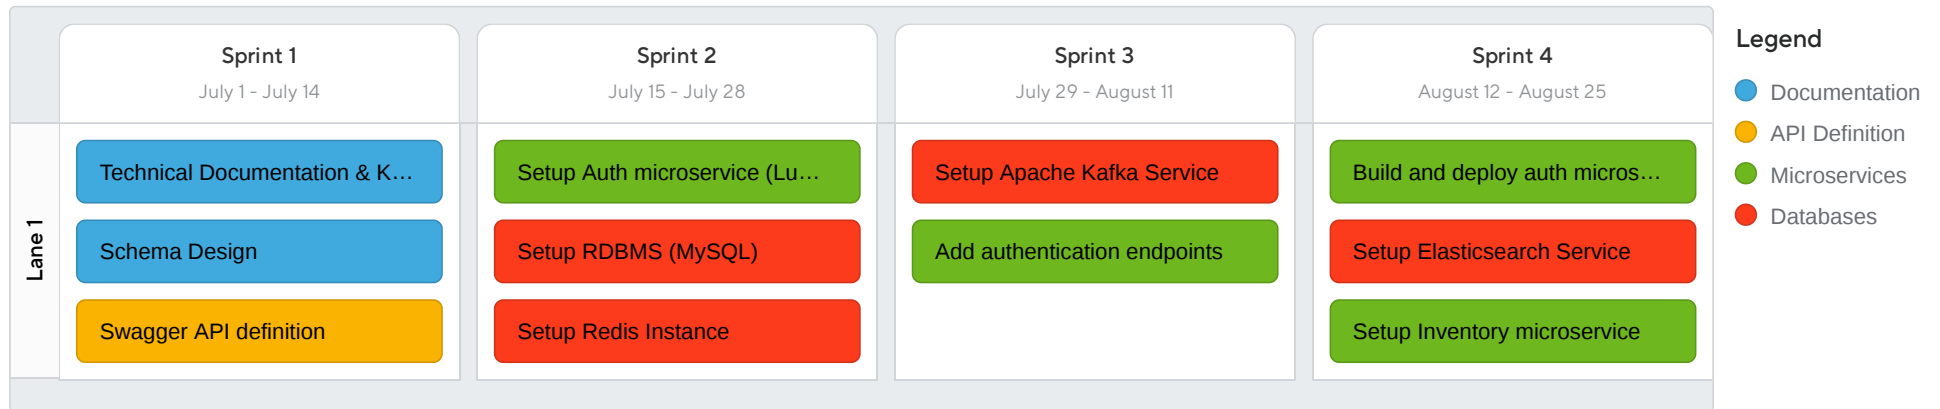 Sprint 1
July 1 - July 14
Sprint 2
July 15 - July 28
Sprint 3
July 29 - August 11
Sprint 4
August 12 - August 25
Lane 1
Technical Documentation & K...
Schema Design
Swagger API definition
Setup Auth microservice (Lu...
Setup RDBMS (MySQL)
Setup Redis Instance
Setup Apache Kafka Service
Add authentication endpoints
Build and deploy auth micros...
Setup Elasticsearch Service
Setup Inventory microservice
Legend
Documentation
API Definition
Microservices
Databases